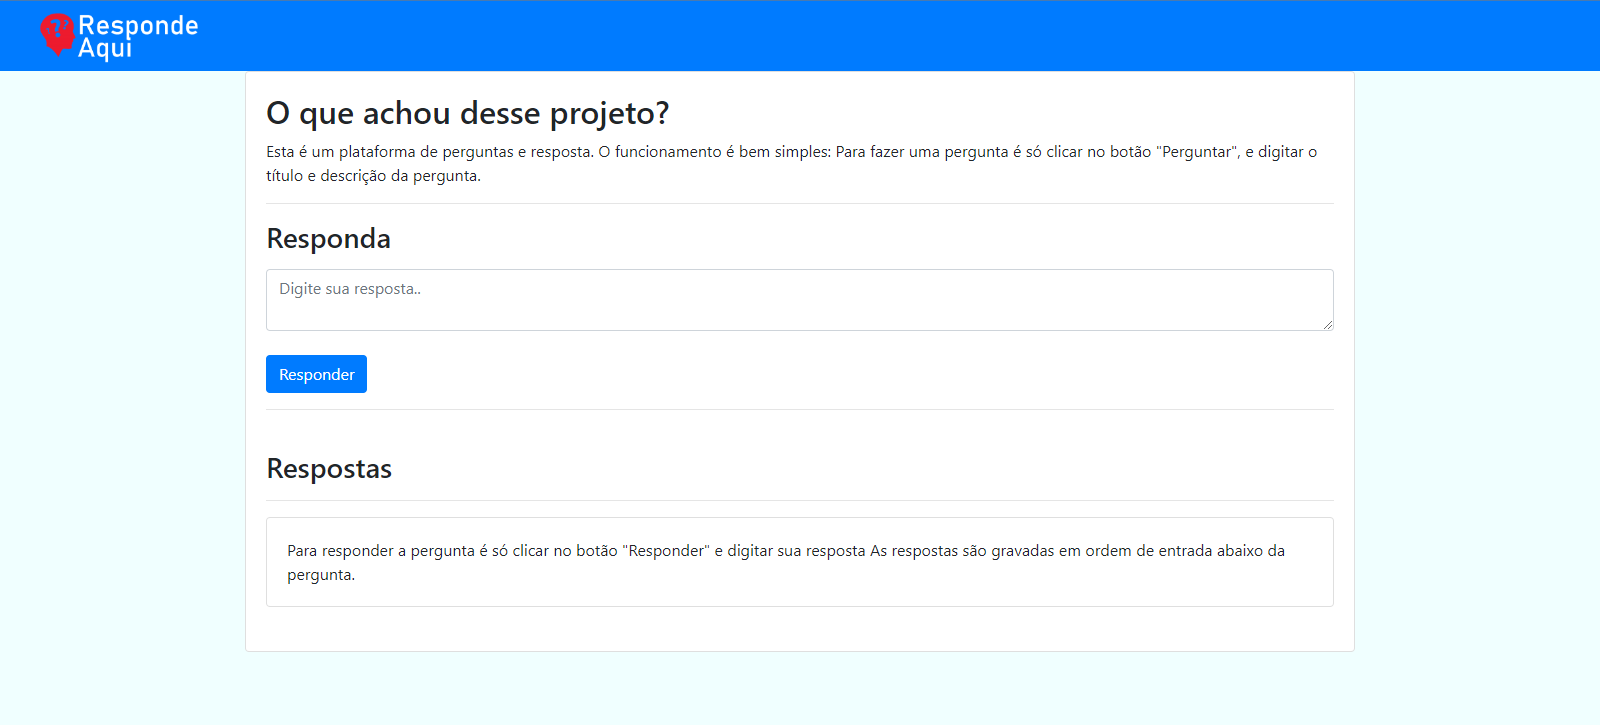 Responde
Aqui
O que achou desse projeto?
Esta é um plataforma de perguntas e resposta. O funcionamento é bem simples: Para fazer uma pergunta é só clicar no botão "Perguntar", e digitar o
título e descrição da pergunta.
Responda
Digite sua resposta..
Responder
Respostas
Para responder a pergunta é só clicar no botão "Responder" e digitar sua resposta As respostas são gravadas em ordem de entrada abaixo da
pergunta.